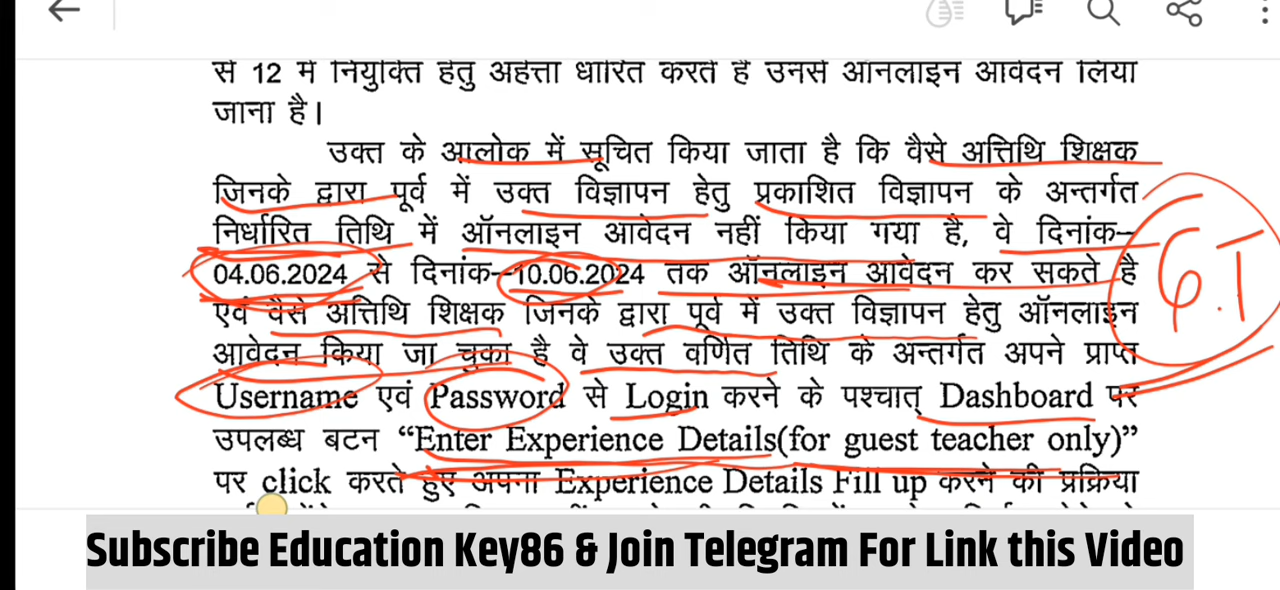 से 12 में नियुक्ति हेतु अर्हत्ता धारित करते हैं उनसे ऑनलाइन आवेदन लिया
जाना है।
उक्त के आलोक में सूचित किया जाता है कि वैसे अत्तिथि शिक्षक
जिनके द्वारा पूर्व में उक्त विज्ञापन हेतु प्रकाशित विज्ञापन के अन्तर्गत
निर्धारित तिथि में ऑनलाइन आवेदन नहीं किया गया है, वे दिनांक–
04.06.2024 से दिनांक–10.06.2024 तक ऑनलाइन आवेदन कर सकते है
एवं वैसे अत्तिथि शिक्षक जिनके द्वारा पूर्व में उक्त विज्ञापन हेतु ऑनलाइन
आवेदन किया जा चुका है वे उक्त वर्णित तिथि के अन्तर्गत अपने प्राप्त
Username एवं Password से Login करने के पश्चात् Dashboard पर
उपलब्ध बटन “Enter Experience Details(for guest teacher only)”
पर click करते हुए अपना Experience Details Fill up करने की प्रक्रिया
Subscribe Education Key86 & Join Telegram For Link this Video